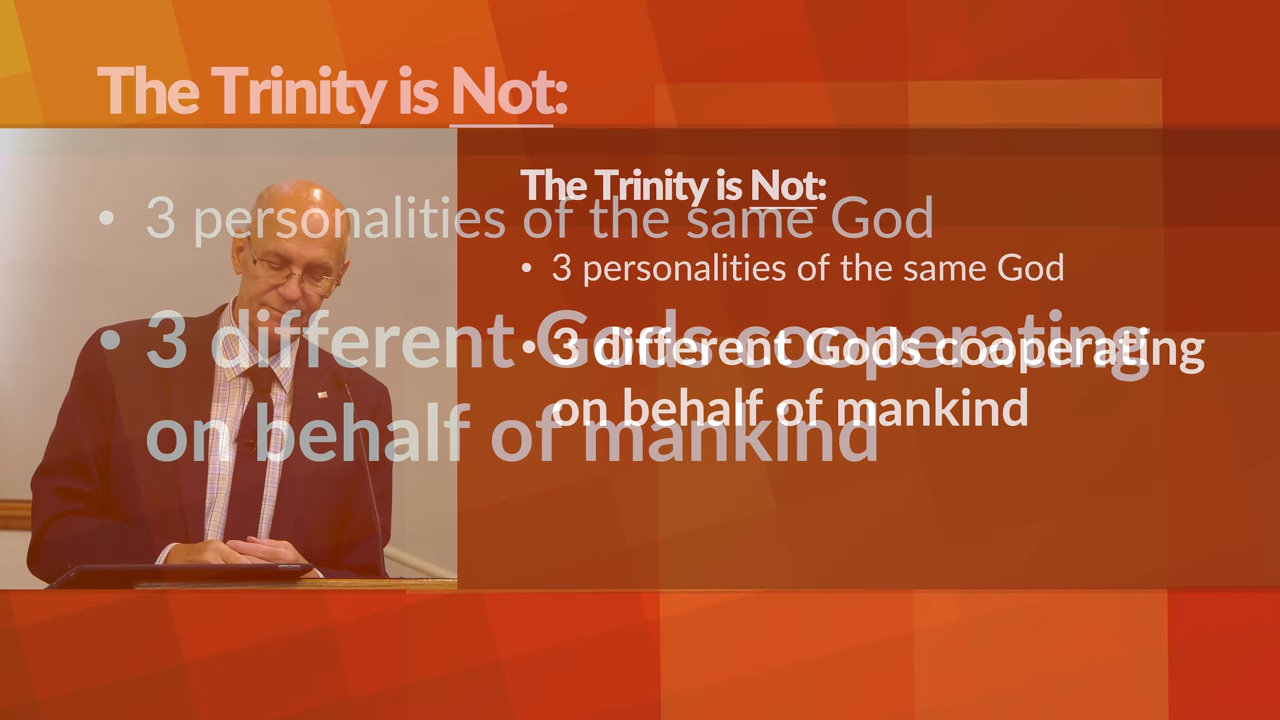 The Trinity is Not:
• 3 personalities of the same God
• 3 different Gods cooperating
on behalf of mankind
The Trinity is Not:
• 3 personalities of the same God
• 3 different Gods cooperating
on behalf of mankind